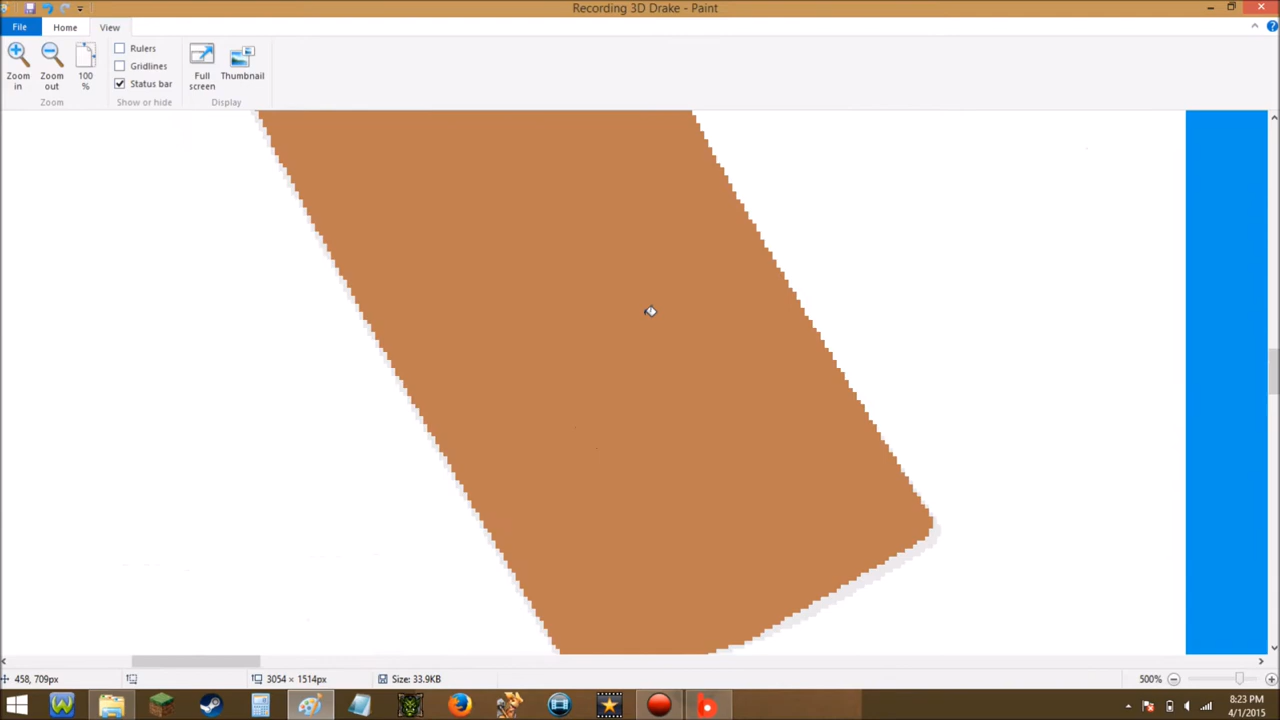 Recording 3D Drake - Paint
File Home View
Zoom in
Zoom out
100 %
Rulers
Gridlines
Status bar
Full screen
Thumbnail
Zoom
Show or hide
Display
458, 709px
3054 × 1514px
Size: 33.9KB
500%
8:23 PM
4/1/2015